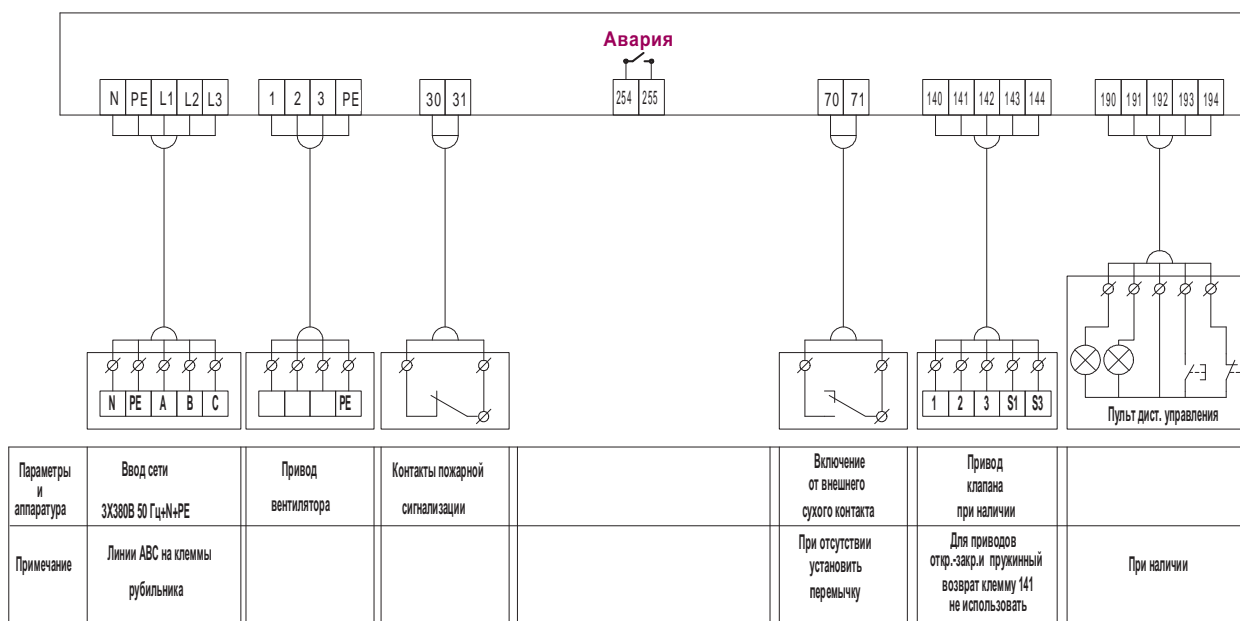 Авария
N PE L1 L2 L3
1 2 3 PE
30 31
254 255
70 71
140 141 142 143 144
190 191 192 193 194
N PE A B C
PE
1 2 3 S1 S3
Пульт дист. управления
Параметры
и
аппаратура
Ввод сети
3X380В 50 Гц+N+PE
Привод
вентилятора
Контакты пожарной
сигнализации
Включение
от внешнего
сухого контакта
Привод
клапана
при наличии
Примечание
Линии ABC на клеммы
рубильника
При отсутствии
установить
перемычку
Для приводов
откр.-закр.и пружинный
возврат клемму 141
не использовать
При наличии